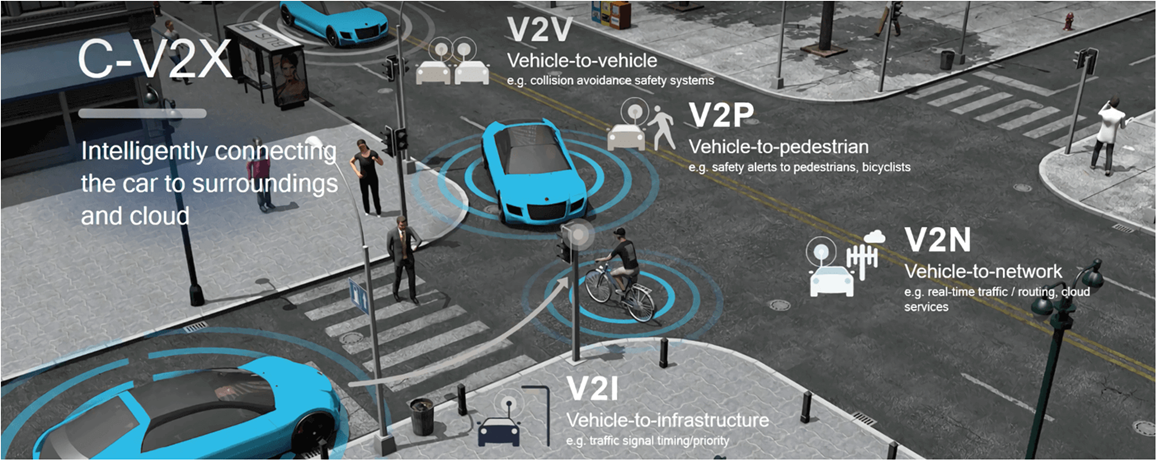 C-V2X
Intelligently connecting
the car to surroundings
and cloud
V2V
Vehicle-to-vehicle
e.g. collision avoidance safety systems
V2P
Vehicle-to-pedestrian
e.g. safety alerts to pedestrians, bicyclists
V2N
Vehicle-to-network
e.g. real-time traffic / routing, cloud
services
V2I
Vehicle-to-infrastructure
e.g. traffic signal timing/priority